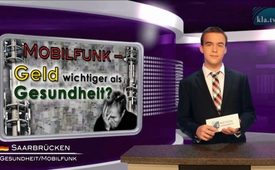 kla.tv
MOBILFUNK –
Geld wichtiger als
Gesundheit?
SAARBRÜCKEN
GESUNDHEIT/MOBILFUNK